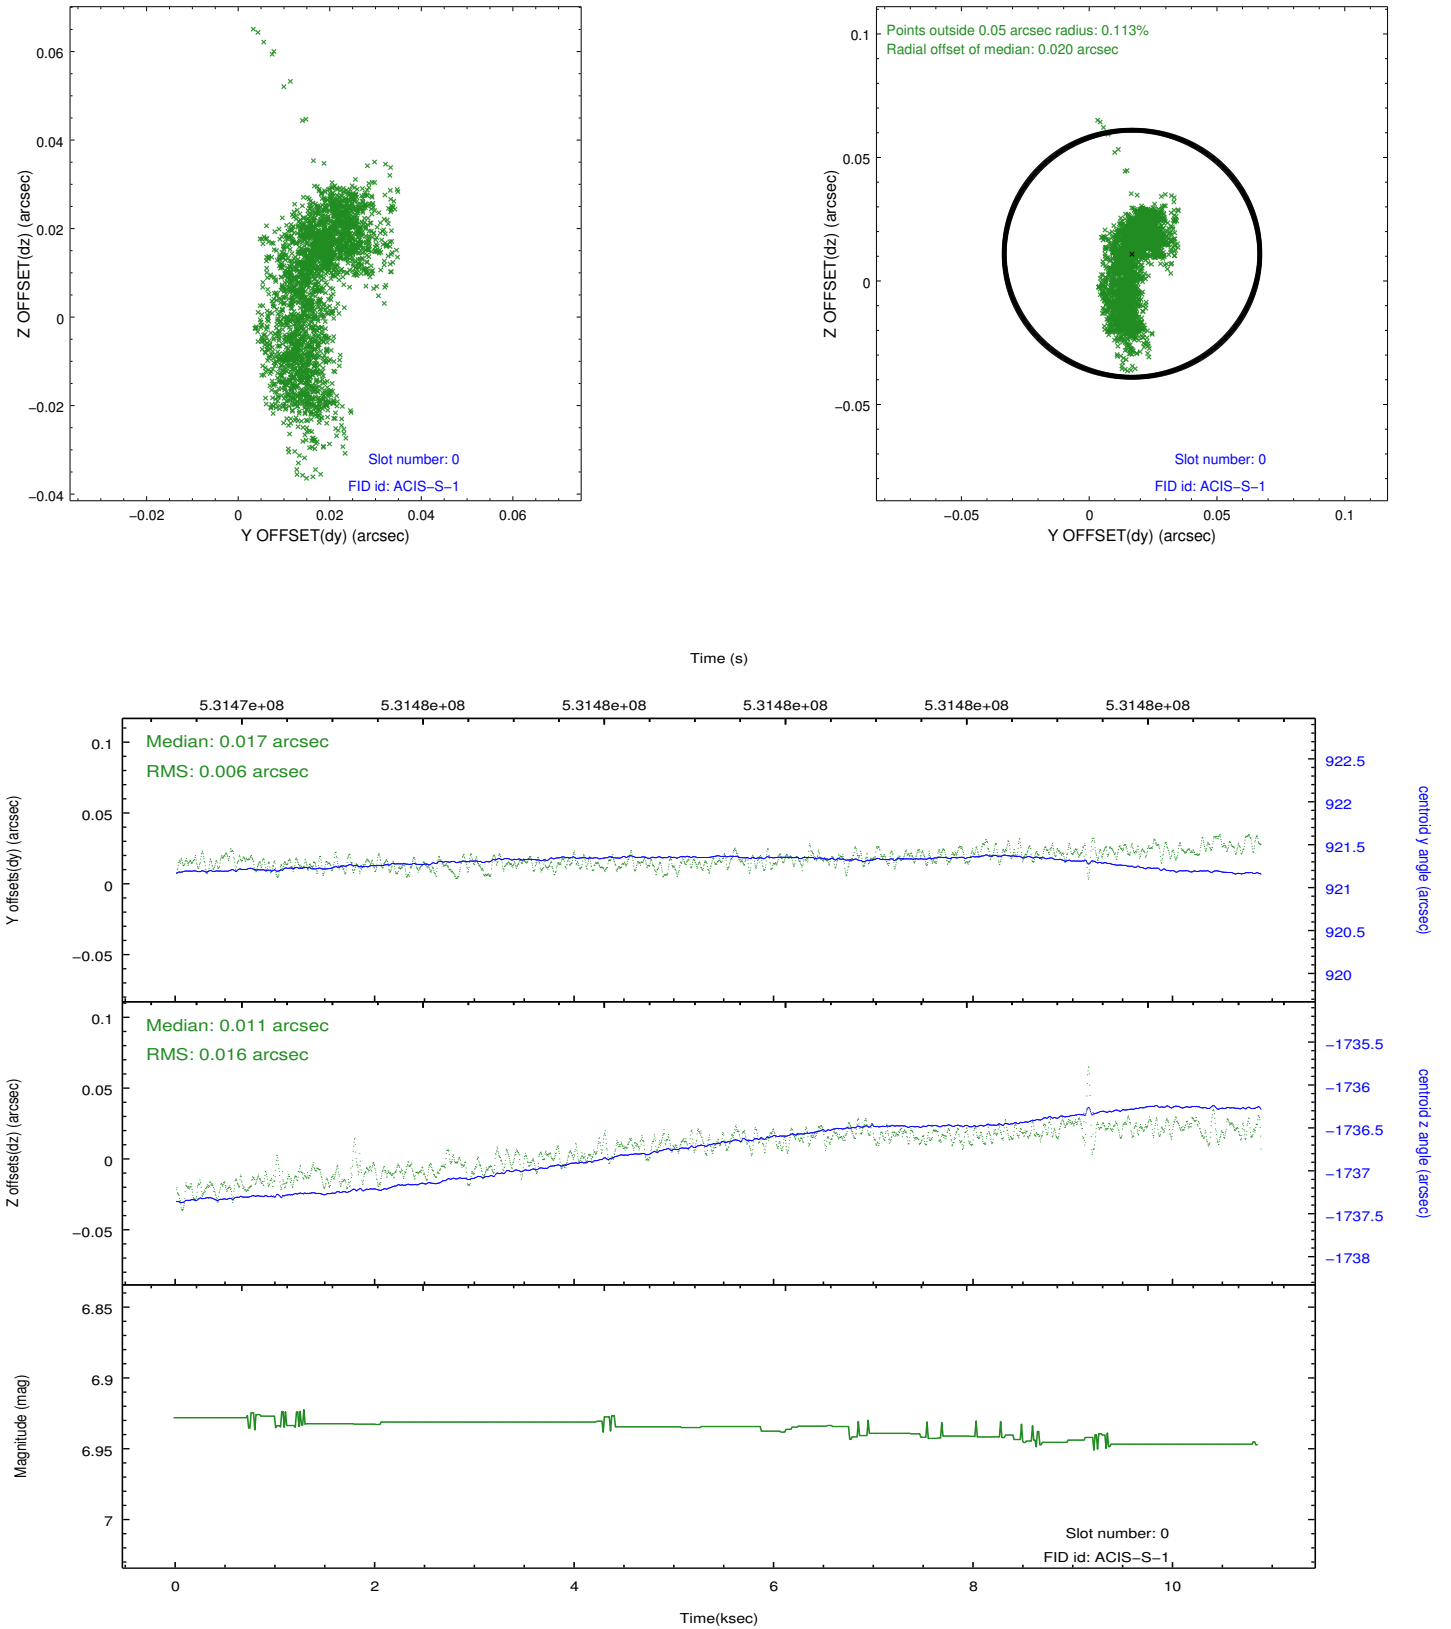 0.06
0.04
0.02
0
−0.02
−0.04
Z OFFSET(dz) (arcsec)
Slot number: 0
FID id: ACIS−S−1
−0.02
0
0.02
0.04
0.06
Y OFFSET(dy) (arcsec)
Points outside 0.05 arcsec radius: 0.113%
Radial offset of median: 0.020 arcsec
0.1
0.05
0
−0.05
Z OFFSET(dz) (arcsec)
Slot number: 0
FID id: ACIS−S−1
−0.05
0
0.05
0.1
Y OFFSET(dy) (arcsec)
Time (s)
5.3147e+08
5.3148e+08
5.3148e+08
5.3148e+08
5.3148e+08
5.3148e+08
Median: 0.017 arcsec
RMS: 0.006 arcsec
0.1
0.05
0
−0.05
Y offsets(dy) (arcsec)
922.5
922
921.5
921
920.5
920
centroid y angle (arcsec)
Median: 0.011 arcsec
RMS: 0.016 arcsec
0.1
0.05
0
−0.05
Z offsets(dz) (arcsec)
−1735.5
−1736
−1736.5
−1737
−1737.5
−1738
centroid z angle (arcsec)
6.85
6.9
6.95
7
Magnitude (mag)
Slot number: 0
FID id: ACIS−S−1
0
2
4
6
8
10
Time(ksec)